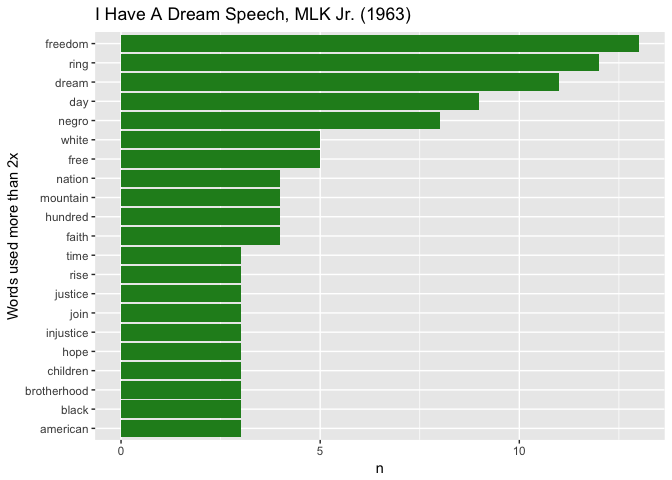 I Have A Dream Speech, MLK Jr. (1963)
Words used more than 2x
freedom
ring
dream
day
negro
white
free
nation
mountain
hundred
faith
time
rise
justice
join
injustice
hope
children
brotherhood
black
american
0 5 10
n